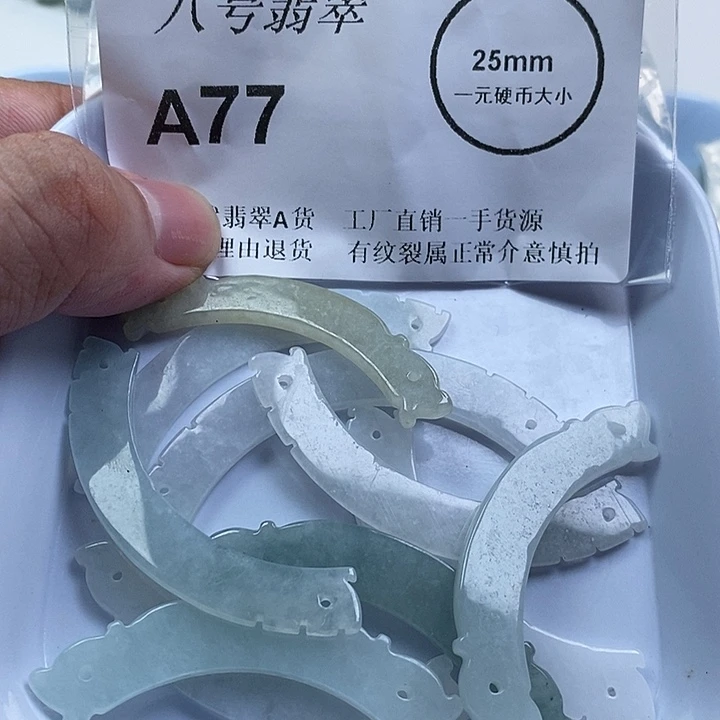 八号翡翠
A77
25mm
一元硬币大小
翡翠A货 工厂直销一手货源
理由退货 有纹裂属正常介意慎拍